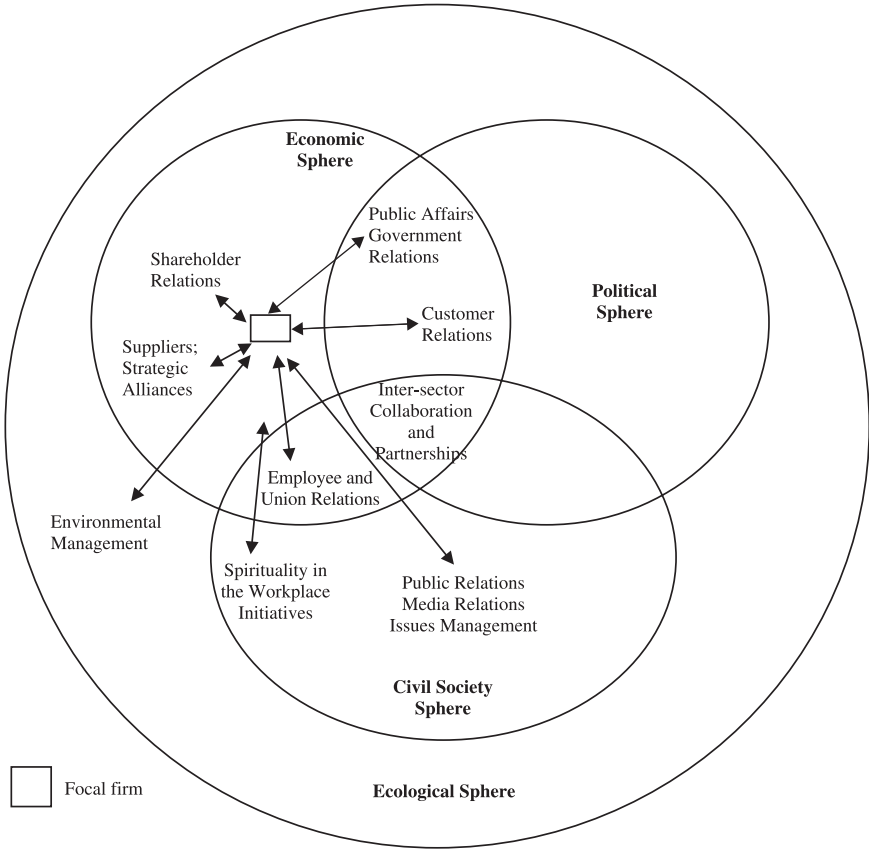 Economic
Sphere
Public Affairs
Government
Relations
Shareholder
Relations
Political
Sphere
Customer
Relations
Suppliers;
Strategic
Alliances
Inter-sector
Collaboration
and
Partnerships
Employee and
Union Relations
Environmental
Management
Spirituality in
the Workplace
Initiatives
Public Relations
Media Relations
Issues Management
Civil Society
Sphere
Focal firm
Ecological Sphere